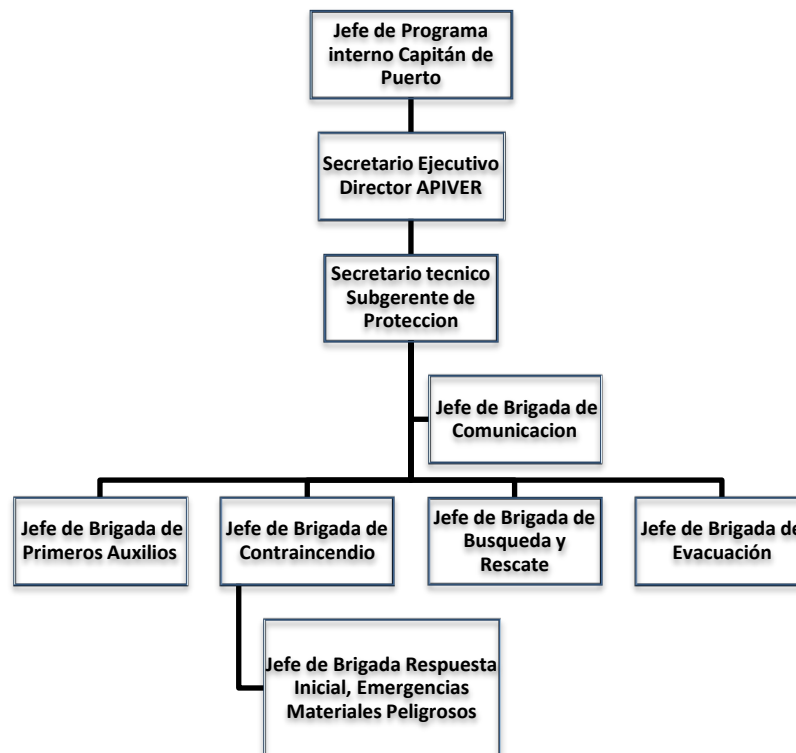 Jefe de Programa
interno Capitán de
Puerto
Secretario Ejecutivo
Director APIVER
Secretario tecnico
Subgerente de
Proteccion
Jefe de Brigada de
Comunicacion
Jefe de Brigada de
Primeros Auxilios
Jefe de Brigada de
Contraincendio
Jefe de Brigada de
Busqueda y
Rescate
Jefe de Brigada de
Evacuación
Jefe de Brigada Respuesta
Inicial, Emergencias
Materiales Peligrosos